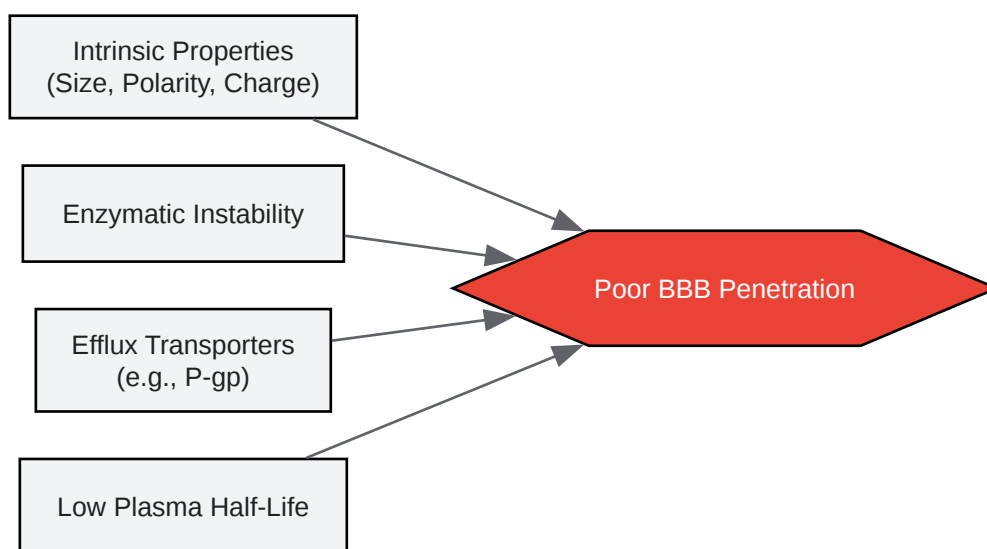 Intrinsic Properties
(Size, Polarity, Charge)
Enzymatic Instability
Poor BBB Penetration
Efflux Transporters
(e.g., P-gp)
Low Plasma Half-Life